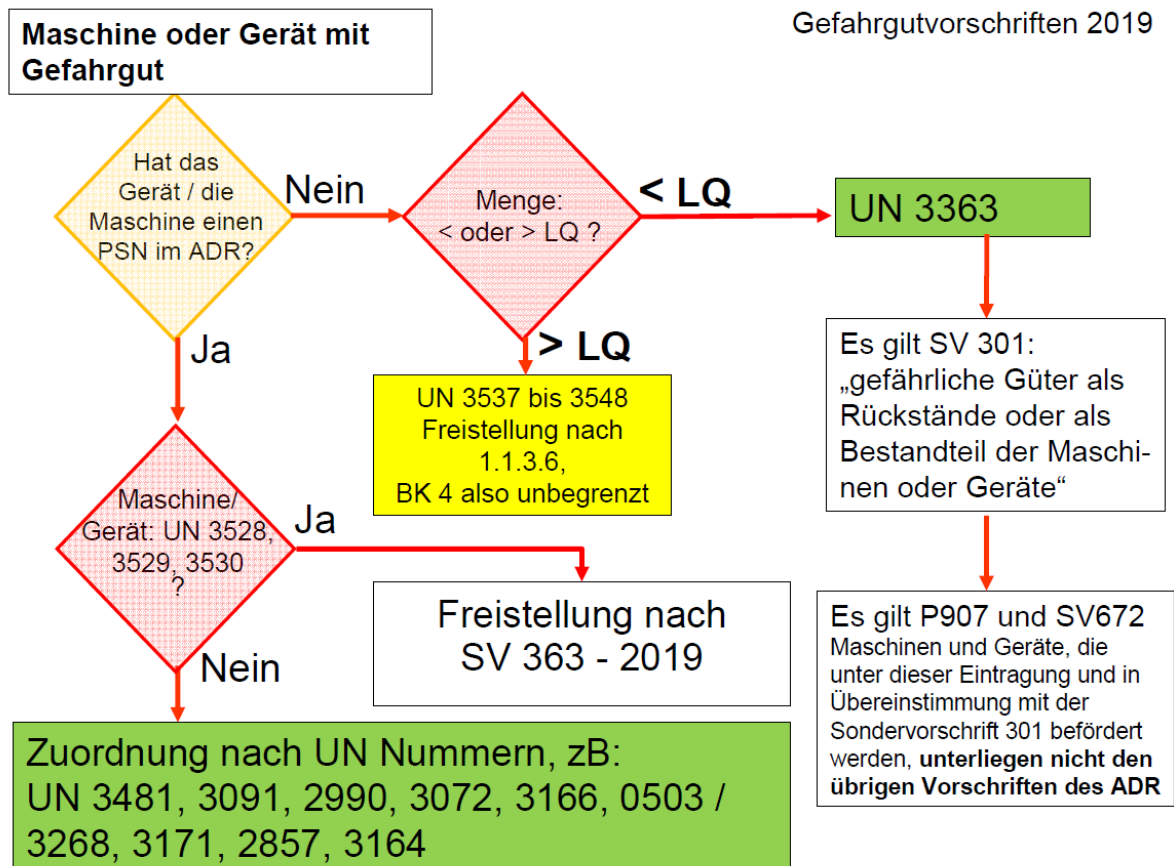 Maschine oder Gerät mit
Gefahrgut
Gefahrgutvorschriften 2019
Hat das
Gerät / die
Maschine einen
PSN im ADR?
Nein
Menge:
< oder > LQ ?
< LQ
UN 3363
Ja
> LQ
UN 3537 bis 3548
Freistellung nach
1.1.3.6,
BK 4 also unbegrenzt
Es gilt SV 301:
„gefährliche Güter als
Rückstände oder als
Bestandteil der Maschi-
nen oder Geräte“
Maschine/
Gerät: UN 3528,
3529, 3530
?
Ja
Freistellung nach
SV 363 - 2019
Es gilt P907 und SV672
Maschinen und Geräte, die
unter dieser Eintragung und in
Übereinstimmung mit der
Sondervorschrift 301 befördert
werden, unterliegen nicht den
übrigen Vorschriften des ADR
Nein
Zuordnung nach UN Nummern, zB:
UN 3481, 3091, 2990, 3072, 3166, 0503 /
3268, 3171, 2857, 3164